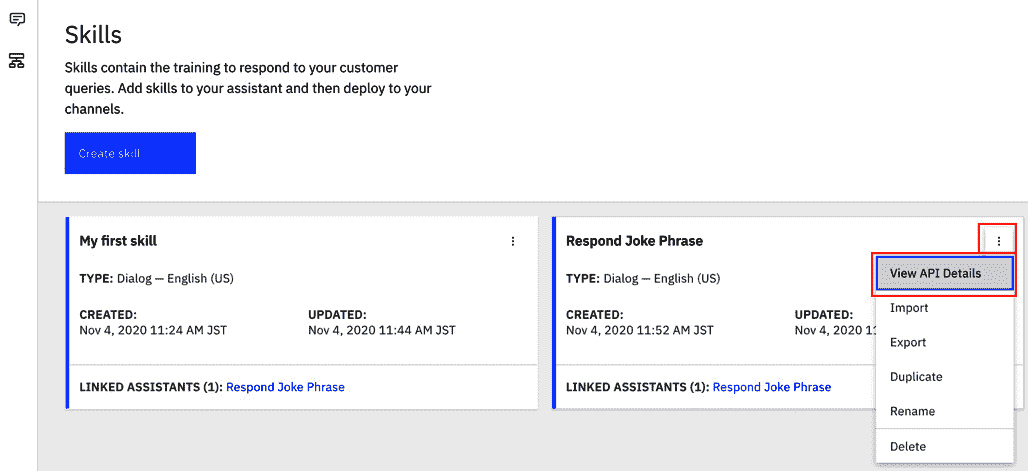 Skills
Skills contain the training to respond to your customer
queries. Add skills to your assistant and then deploy to your
channels.
Create skill
My first skill
TYPE: Dialog — English (US)
CREATED:
Nov 4, 2020 11:24 AM JST
UPDATED:
Nov 4, 2020 11:44 AM JST
LINKED ASSISTANTS (1): Respond Joke Phrase
Respond Joke Phrase
TYPE: Dialog — English (US)
CREATED:
Nov 4, 2020 11:52 AM JST
UPDATED:
Nov 4, 2020
LINKED ASSISTANTS (1): Respond Joke Phrase
View API Details
Import
Export
Duplicate
Rename
Delete